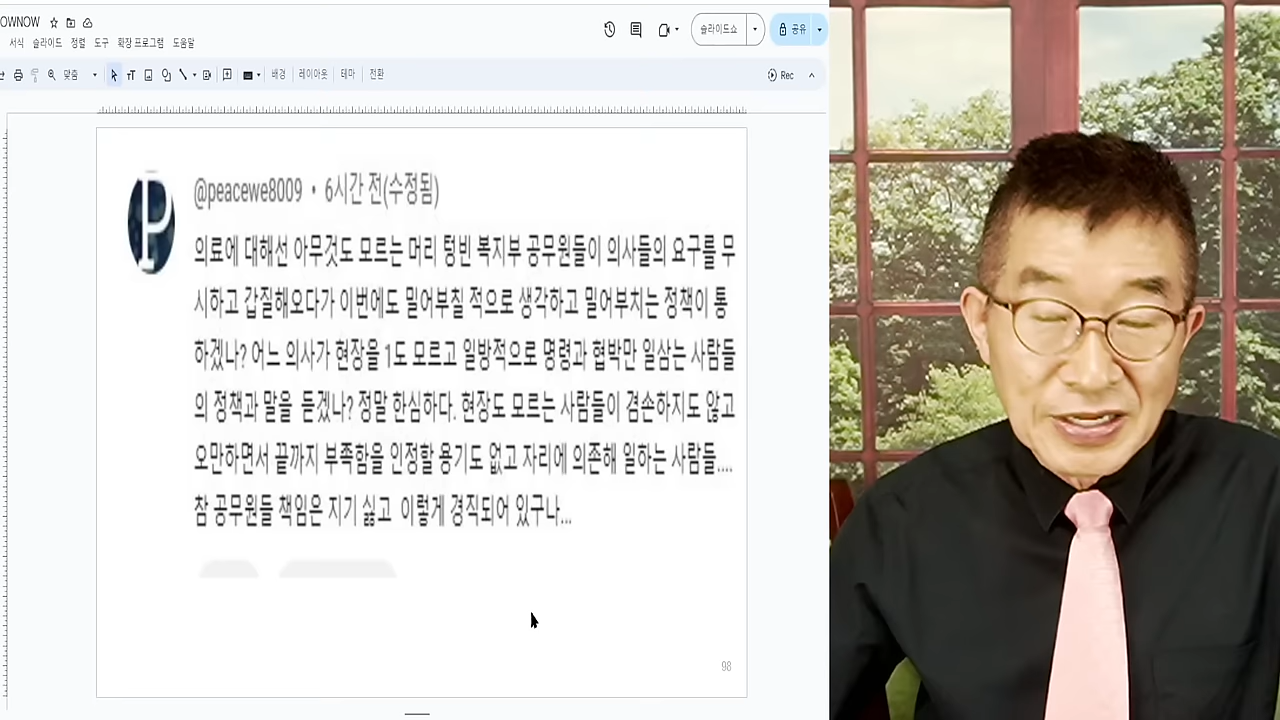 OWNOW
서식 슬라이드 정렬 도구 확장 프로그램 도움말
슬라이드쇼
공유
맞춤
배경 레이아웃 테마 전환
Rec
@peacewe8009 • 6시간 전(수정됨)
의료에 대해선 아무것도 모르는 머리 텅빈 복지부 공무원들이 의사들의 요구를 무
시하고 갑질해오다가 이번에도 밀어부칠 적으로 생각하고 밀어부치는 정책이 통
하겠나? 어느 의사가 현장을 1도 모르고 일방적으로 명령과 협박만 일삼는 사람들
의 정책과 말을 듣겠나? 정말 한심하다. 현장도 모르는 사람들이 겸손하지도 않고
오만하면서 끝까지 부족함을 인정할 용기도 없고 자리에 의존해 일하는 사람들....
참 공무원들 책임은 지기 싫고 이렇게 경직되어 있구나...
98